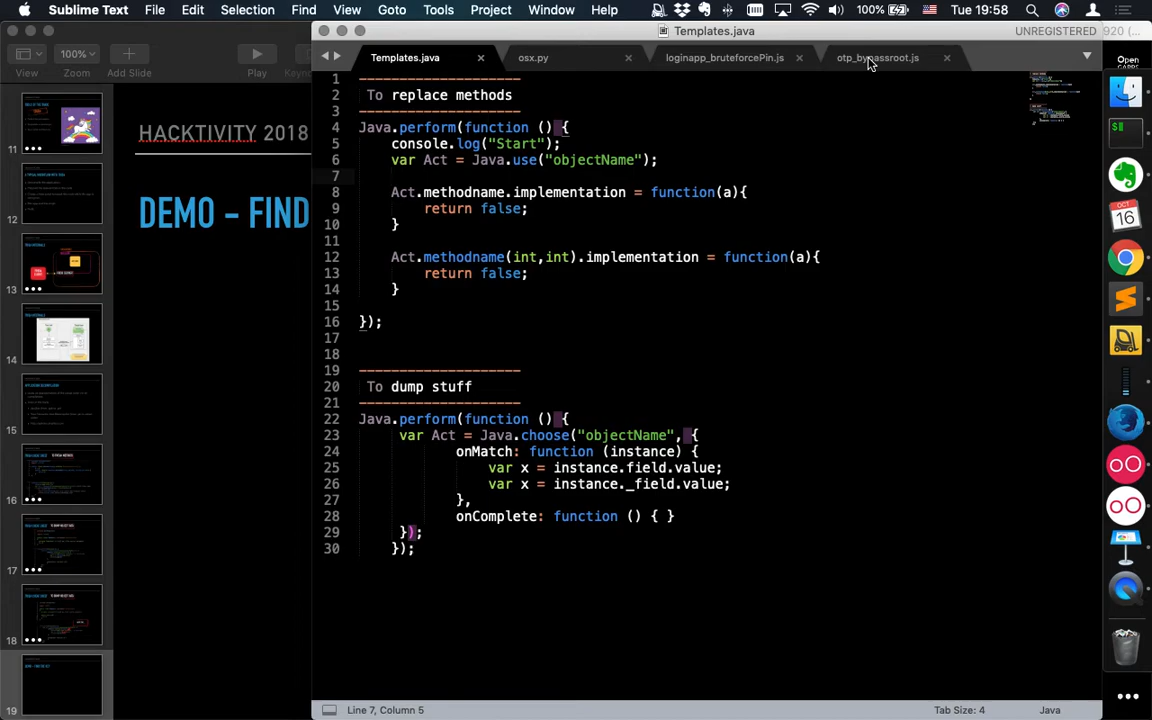 Sublime Text File Edit Selection Find View Goto Tools Project Window Help 100% Tue 19:58
Templates.java UNREGISTERED
100%
View Zoom Add Slide Play
Templates.java osx.py loginapp_bruteforcePin.js otp_bypassroot.js
HACKTIVITY 2018
DEMO – FIND
11
12
13
14
15
16
17
18
19
1 --------------------
2 To replace methods
3 --------------------
4 Java.perform(function () {
5 console.log("Start");
6 var Act = Java.use("objectName");
7
8 Act.methodname.implementation = function(a){
9 return false;
10 }
11
12 Act.methodname(int,int).implementation = function(a){
13 return false;
14 }
15
16 });
17
18
19 --------------------
20 To dump stuff
21 --------------------
22 Java.perform(function () {
23 var Act = Java.choose("objectName", {
24 onMatch: function (instance) {
25 var x = instance.field.value;
26 var x = instance._field.value;
27 },
28 onComplete: function () { }
29 });
30 });
OCT
16
$
Line 7, Column 5 Tab Size: 4 Java